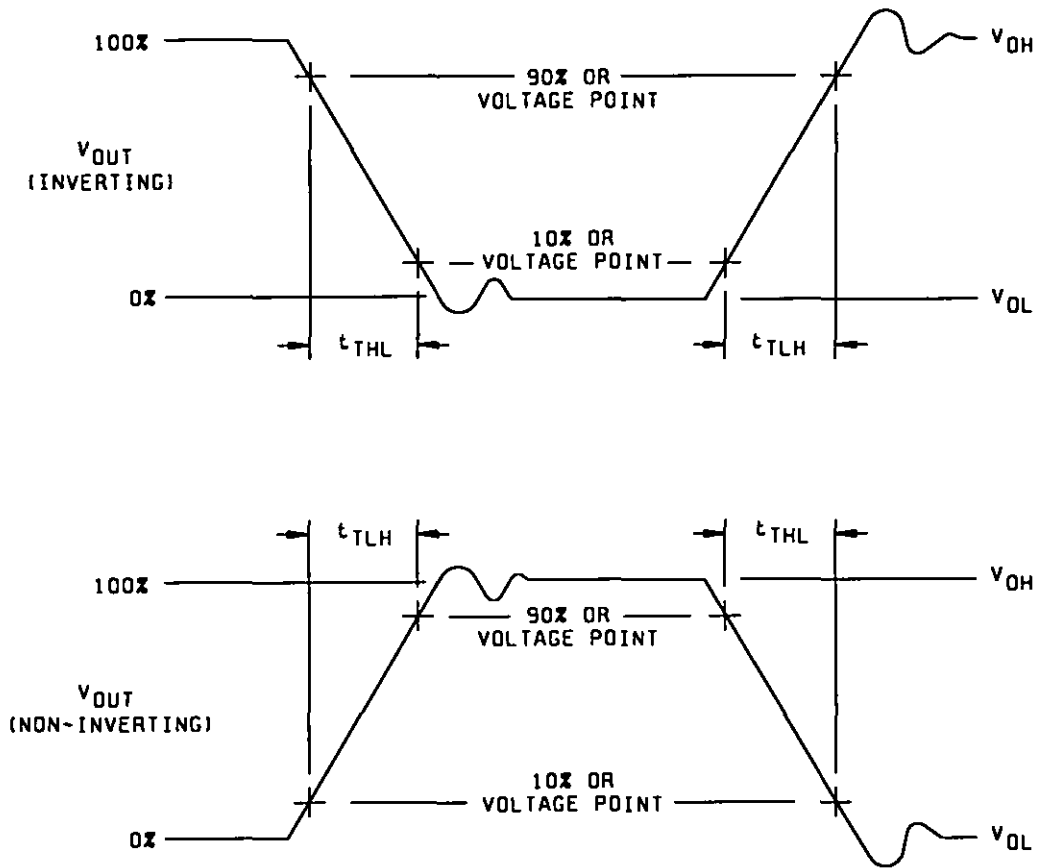 100%
V_OH
90% OR
VOLTAGE POINT
V_OUT
(INVERTING)
10% OR
VOLTAGE POINT
0%
V_OL
t_THL
t_TLH
t_TLH
t_THL
100%
V_OH
90% OR
VOLTAGE POINT
V_OUT
(NON-INVERTING)
10% OR
VOLTAGE POINT
0%
V_OL